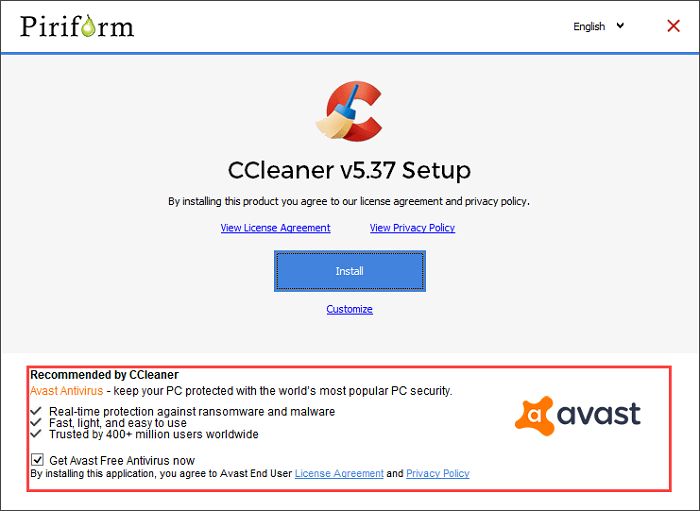 Piriform
English
CCleaner v5.37 Setup
By installing this product you agree to our license agreement and privacy policy.
View License Agreement View Privacy Policy
Install
Customize
Recommended by CCleaner
Avast Antivirus - keep your PC protected with the world's most popular PC security.
Real-time protection against ransomware and malware
Fast, light, and easy to use
Trusted by 400+ million users worldwide
avast
Get Avast Free Antivirus now
By installing this application, you agree to Avast End User License Agreement and Privacy Policy